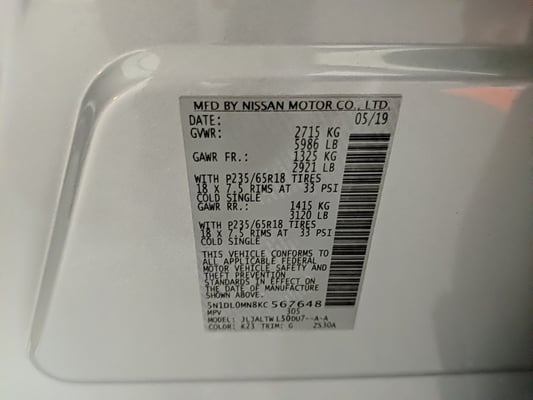 MFD BY NISSAN MOTOR CO., LTD.
DATE: 05/19
GVWR: 2715 KG
5986 LB
GAWR FR.: 1325 KG
2921 LB
WITH P235/65R18 TIRES
18 X 7.5 RIMS AT 33 PSI
COLD SINGLE
GAWR RR.: 1415 KG
3120 LB
WITH P235/65R18 TIRES
18 X 7.5 RIMS AT 33 PSI
COLD SINGLE
THIS VEHICLE CONFORMS TO
ALL APPLICABLE FEDERAL
MOTOR VEHICLE SAFETY AND
THEFT PREVENTION
STANDARDS IN EFFECT ON
THE DATE OF MANUFACTURE
SHOWN ABOVE.
5N1DL0MN8KC567648
MPV 305
MODEL: JLJALTWL50DU7--A-A
COLOR: K23 TRIM: G 2S30A